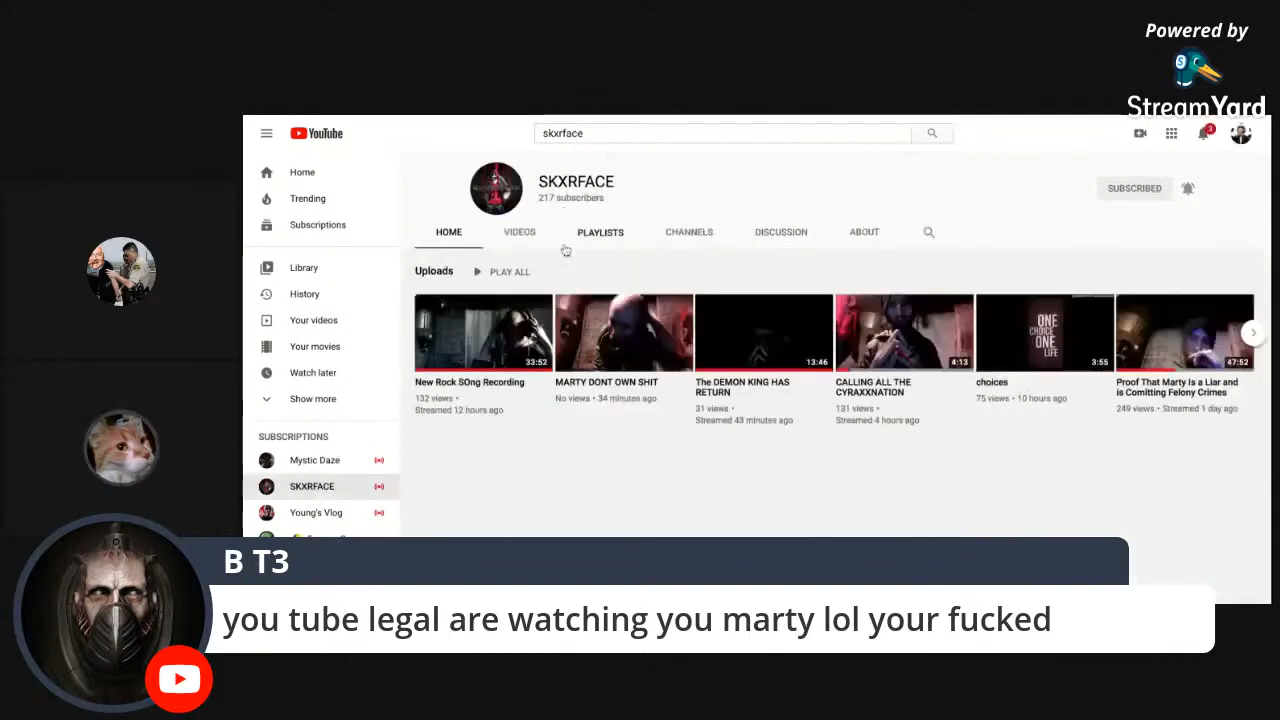 Powered by
StreamYard
YouTube
skxrface
3
Home
Trending
Subscriptions
Library
History
Your videos
Your movies
Watch later
Show more
SUBSCRIPTIONS
Mystic Daze
SKXRFACE
Young's Vlog
SKXRFACE
217 subscribers
SUBSCRIBED
HOME
VIDEOS
PLAYLISTS
CHANNELS
DISCUSSION
ABOUT
Uploads
PLAY ALL
33:52
New Rock SOng Recording
132 views •
Streamed 12 hours ago
MARTY DONT OWN SHIT
No views • 34 minutes ago
13:46
The DEMON KING HAS
RETURN
31 views •
Streamed 43 minutes ago
4:13
CALLING ALL THE
CYRAXXNATION
131 views •
Streamed 4 hours ago
ONE
CHOICE
ONE
LIFE
3:55
choices
75 views • 10 hours ago
47:52
Proof That Marty Is a Liar and
is Comitting Felony Crimes
249 views • Streamed 1 day ago
B T3
you tube legal are watching you marty lol your fucked